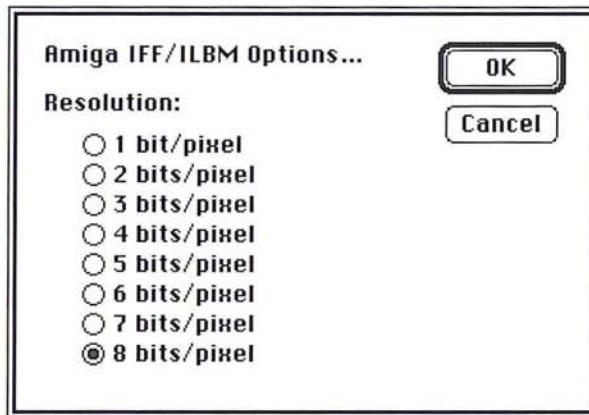 Amiga IFF/ILBM Options...
OK
Resolution:
Cancel
1 bit/pixel
2 bits/pixel
3 bits/pixel
4 bits/pixel
5 bits/pixel
6 bits/pixel
7 bits/pixel
8 bits/pixel